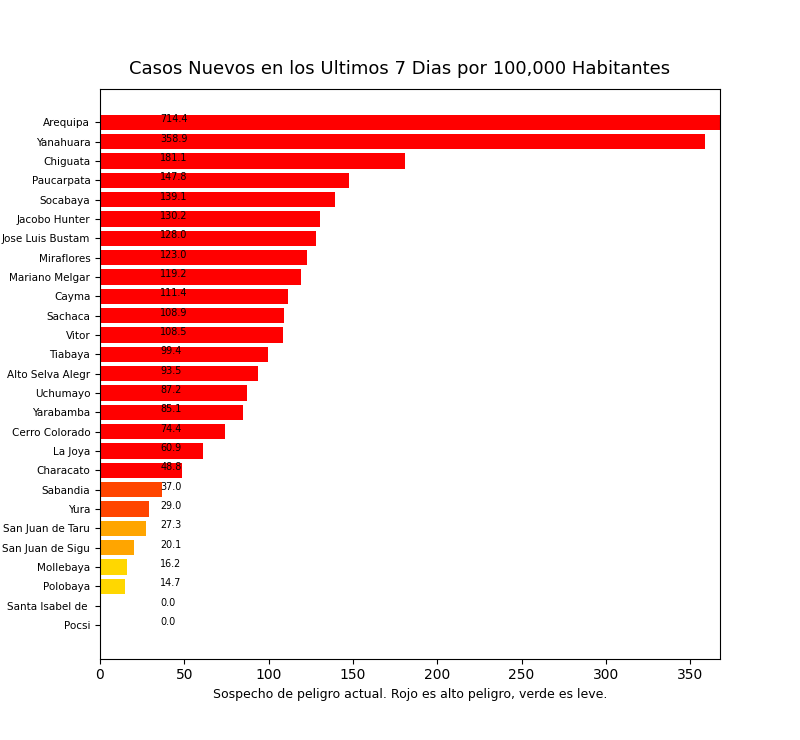 Casos Nuevos en los Ultimos 7 Dias por 100,000 Habitantes
Arequipa 714.4
Yanahuara 358.9
Chiguata 181.1
Paucarpata 147.8
Socabaya 139.1
Jacobo Hunter 130.2
Jose Luis Bustam 128.0
Miraflores 123.0
Mariano Melgar 119.2
Cayma 111.4
Sachaca 108.9
Vitor 108.5
Tiabaya 99.4
Alto Selva Alegr 93.5
Uchumayo 87.2
Yarabamba 85.1
Cerro Colorado 74.4
La Joya 60.9
Characato 48.8
Sabandia 37.0
Yura 29.0
San Juan de Taru 27.3
San Juan de Sigu 20.1
Mollebaya 16.2
Polobaya 14.7
Santa Isabel de 0.0
Pocsi 0.0
0 50 100 150 200 250 300 350
Sospecho de peligro actual. Rojo es alto peligro, verde es leve.